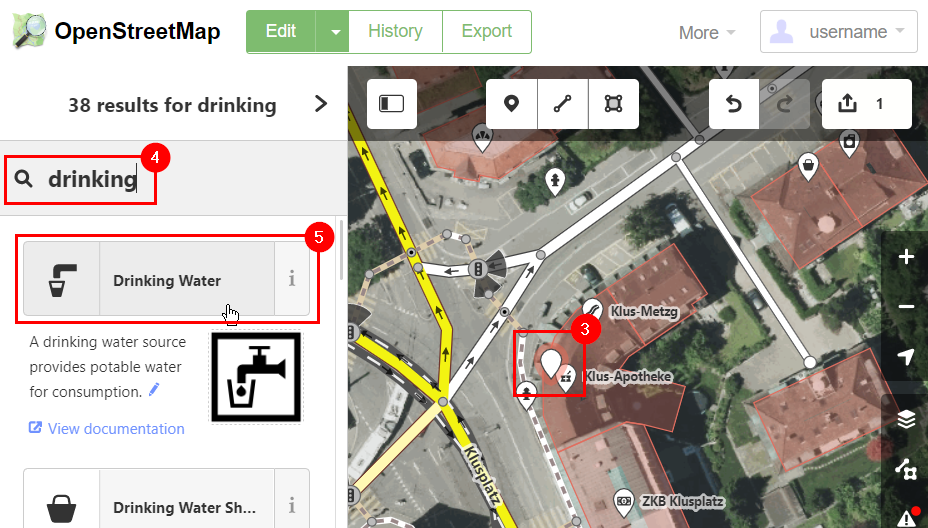 OpenStreetMap
Edit
History
Export
More
username
38 results for drinking
1
drinking
4
5
Drinking Water
i
A drinking water source
provides potable water
for consumption.
View documentation
Drinking Water Sh...
i
Klus-Metzg
3
Klus-Apotheke
Klusplatz
ZKB Klusplatz